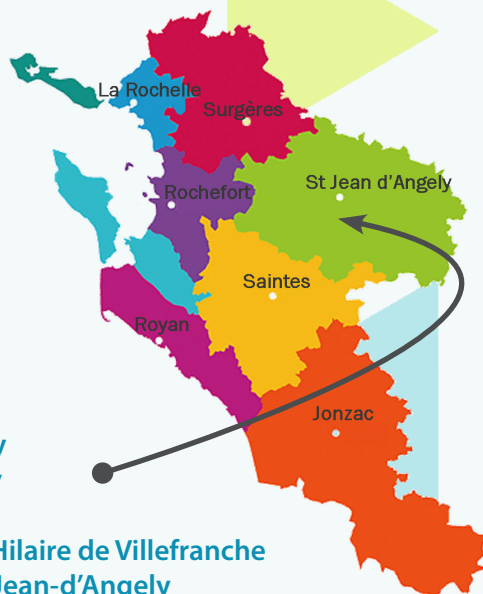 La Rochelle
Surgères
St Jean d’Angely
Rochefort
Saintes
Royan
Jonzac
Hilaire de Villefranche
Jean-d’Angely